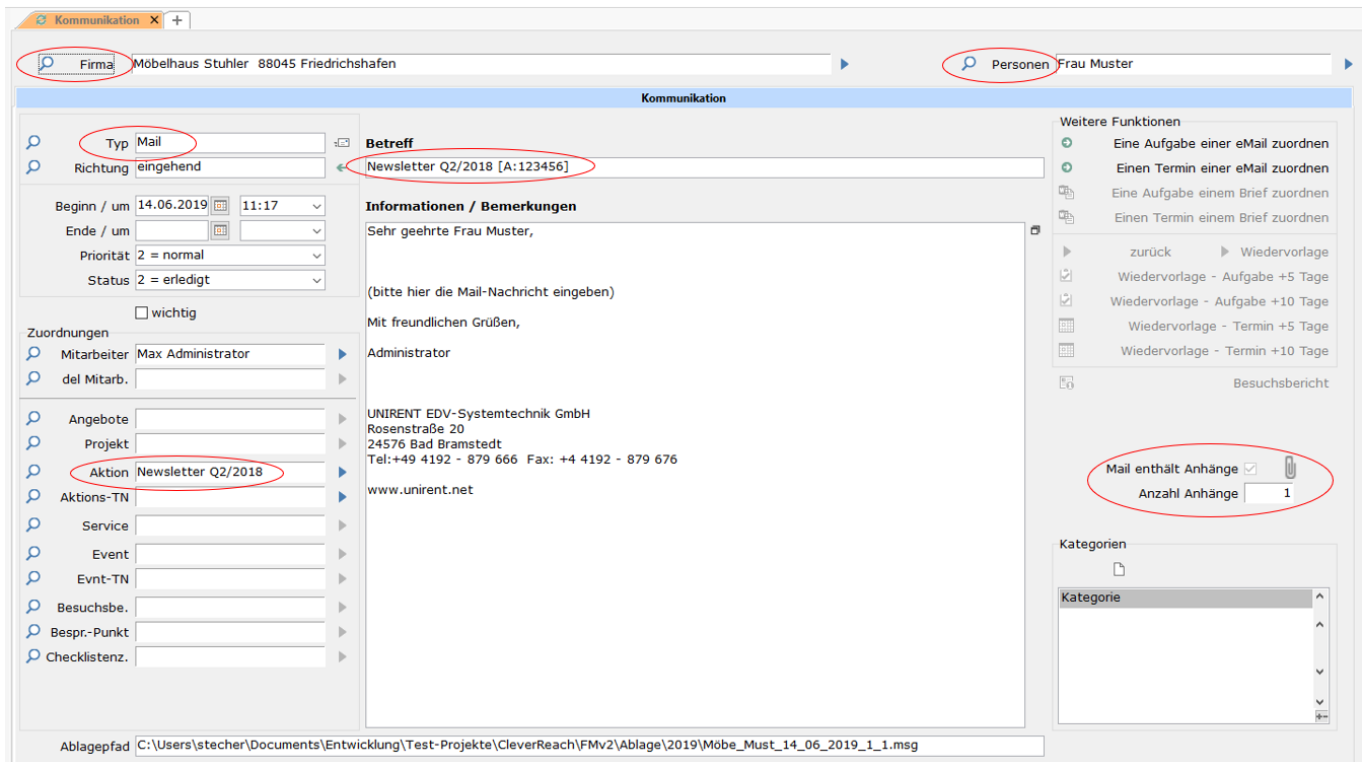 Kommunikation X +
Firma Möbelhaus Stuhler 88045 Friedrichshafen
Personen Frau Muster
Kommunikation
Typ Mail
Richtung eingehend
Beginn / um 14.06.2019 11:17
Ende / um
Priorität 2 = normal
Status 2 = erledigt
wichtig
Zuordnungen
Mitarbeiter Max Administrator
del Mitarb.
Angebote
Projekt
Aktion Newsletter Q2/2018
Aktions-TN
Service
Event
Evnt-TN
Besuchsbe.
Bespr.-Punkt
Checklistenz.
Betreff
Newsletter Q2/2018 [A:123456]
Informationen / Bemerkungen
Sehr geehrte Frau Muster,
(bitte hier die Mail-Nachricht eingeben)
Mit freundlichen Grüßen,
Administrator
UNIRENT EDV-Systemtechnik GmbH
Rosenstraße 20
24576 Bad Bramstedt
Tel:+49 4192 - 879 666 Fax: +4 4192 - 879 676
www.unirent.net
Weitere Funktionen
Eine Aufgabe einer eMail zuordnen
Einen Termin einer eMail zuordnen
Eine Aufgabe einem Brief zuordnen
Einen Termin einem Brief zuordnen
zurück Wiedervorlage
Wiedervorlage - Aufgabe +5 Tage
Wiedervorlage - Aufgabe +10 Tage
Wiedervorlage - Termin +5 Tage
Wiedervorlage - Termin +10 Tage
Besuchsbericht
Mail enthält Anhänge
Anzahl Anhänge 1
Kategorien
Kategorie
Ablagepfad C:\Users\stecher\Documents\Entwicklung\Test-Projekte\CleverReach\FMv2\Ablage\2019\Möbe_Must_14_06_2019_1_1.msg